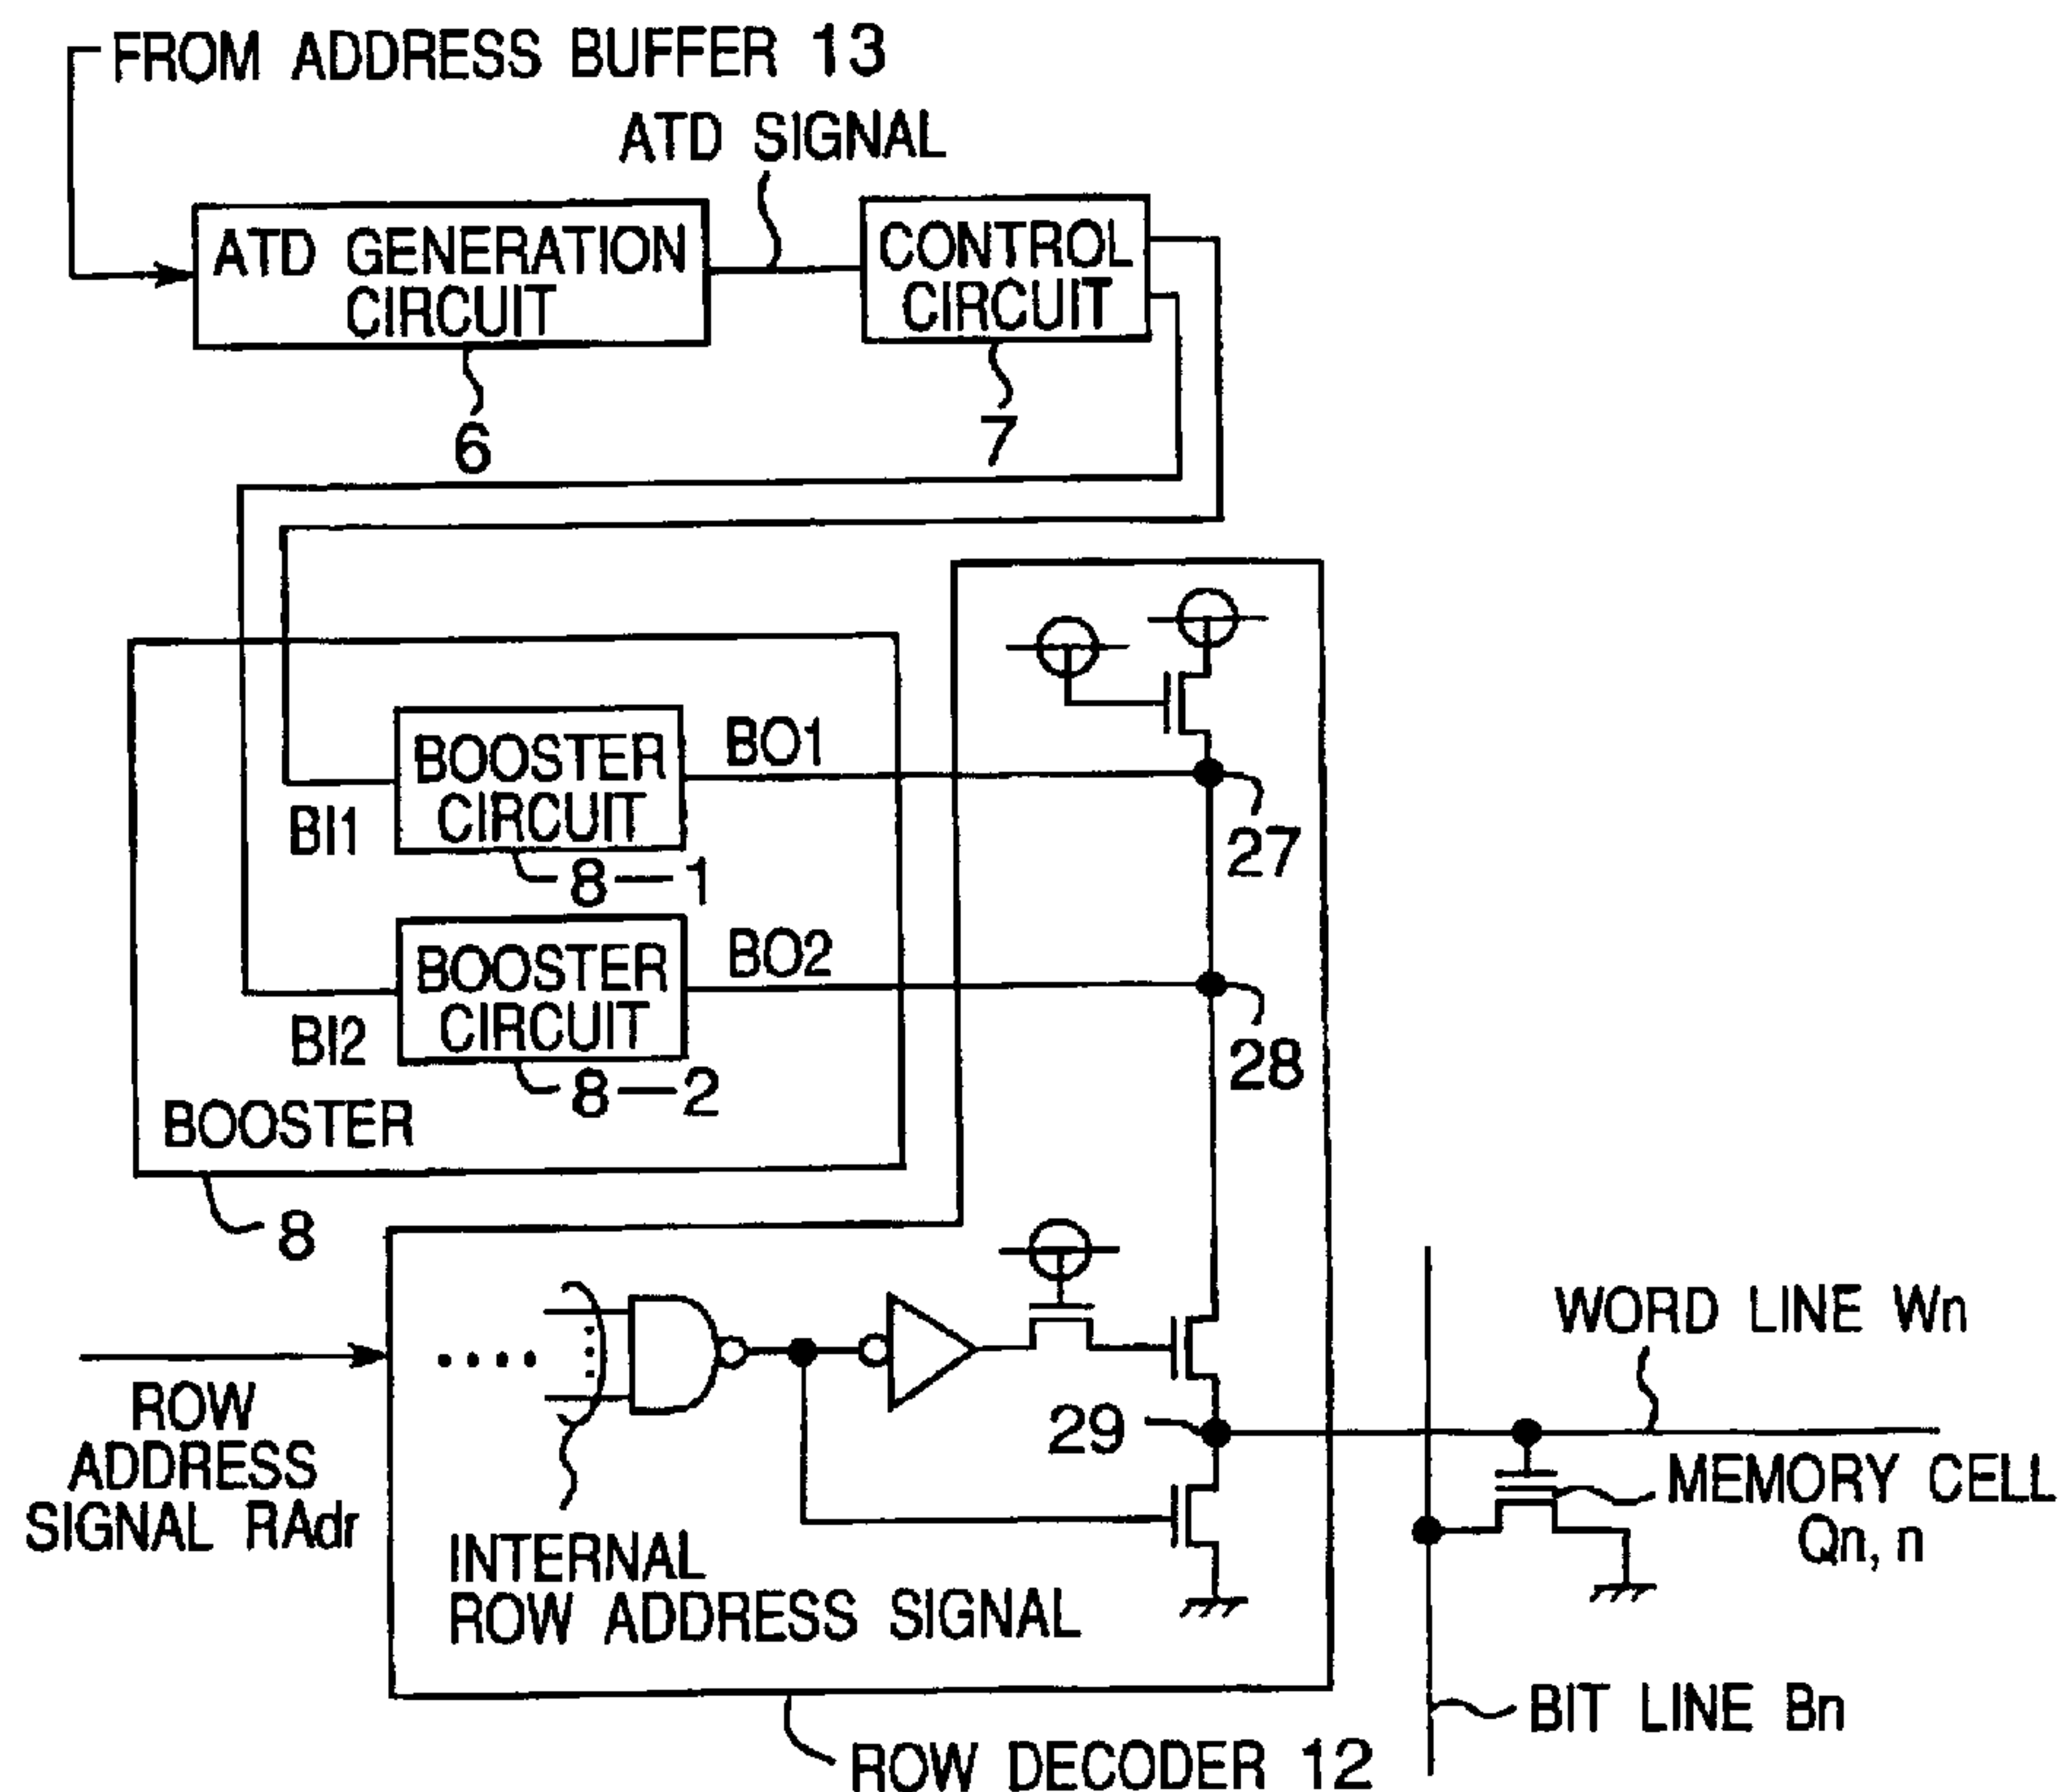 FROM ADDRESS BUFFER 13
ATD SIGNAL
ATD GENERATION
CIRCUIT
CONTROL
CIRCUIT
6
7
BOOSTER
CIRCUIT
BO1
BI1
8—1
27
BOOSTER
CIRCUIT
BO2
BI2
8—2
28
BOOSTER
8
WORD LINE Wn
ROW
ADDRESS
SIGNAL RAdr
29
MEMORY CELL
Qn, n
INTERNAL
ROW ADDRESS SIGNAL
BIT LINE Bn
ROW DECODER 12